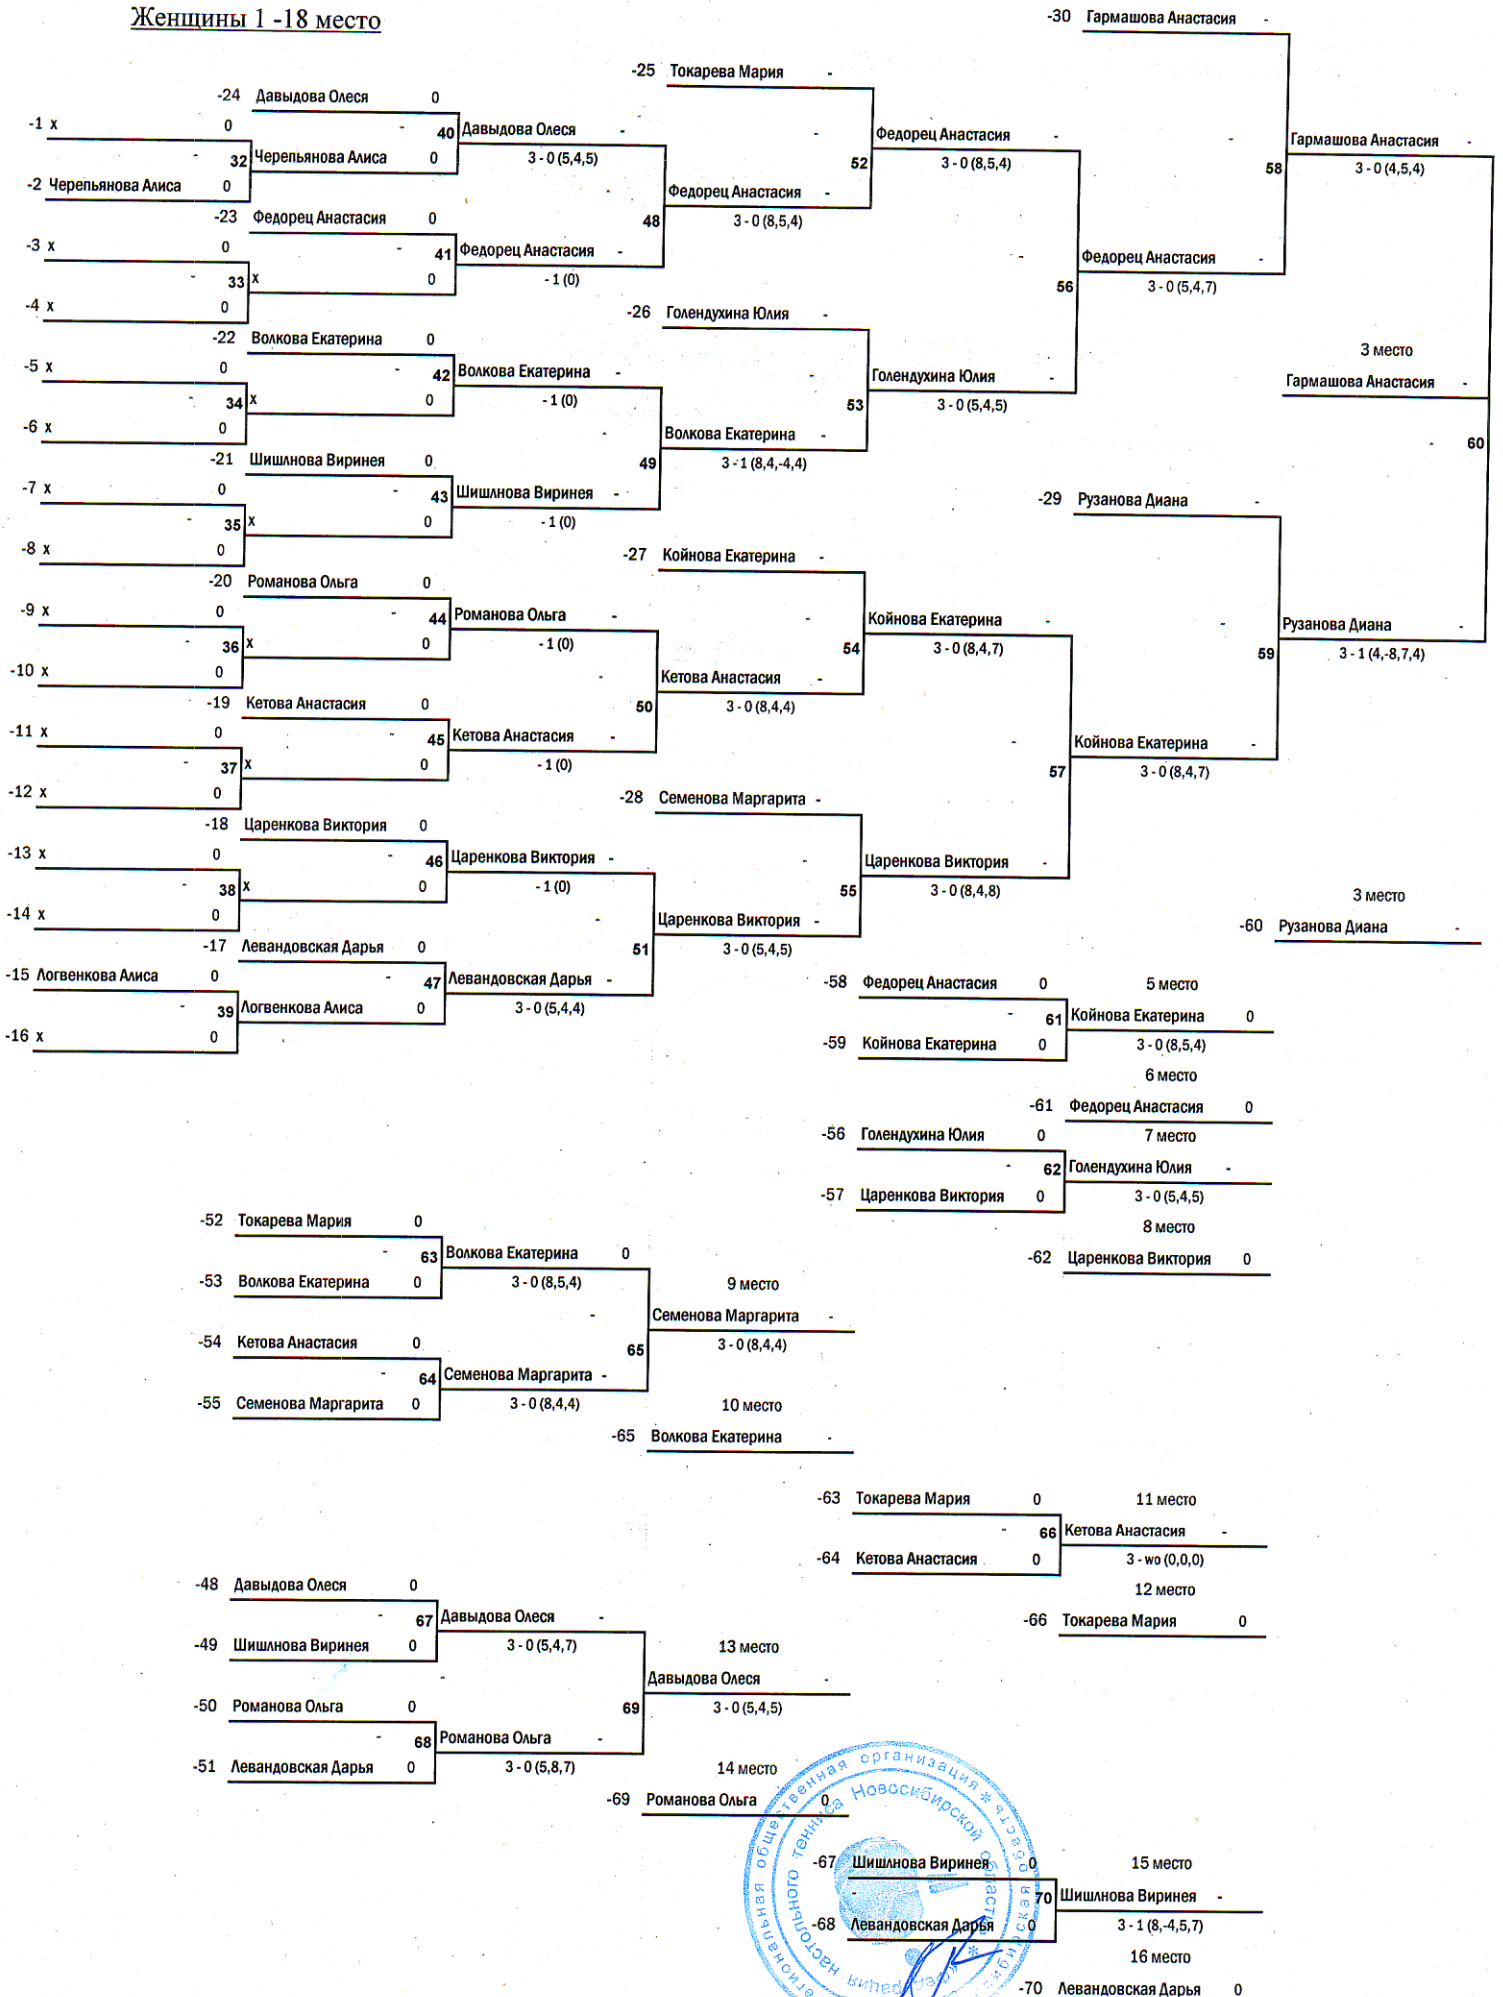 Женщины 1 -18 место
-30 Гармашова Анастасия -
-25 Токарева Мария -
-24 Давыдова Олеся 0
-1 х 0
- 40 Давыдова Олеся -
- 52 Федорец Анастасия -
3 - 0 (5,4,5)
3 - 0 (8,5,4)
- 58 Гармашова Анастасия -
3 - 0 (4,5,4)
- 32 Черепьянова Алиса 0
-2 Черепьянова Алиса 0
- 48 Федорец Анастасия -
3 - 0 (8,5,4)
-23 Федорец Анастасия 0
-3 х 0
- 41 Федорец Анастасия -
- 1 (0)
- 56 Федорец Анастасия -
3 - 0 (5,4,7)
- 33 х 0
-4 х 0
-26 Голендухина Юлия -
-22 Волкова Екатерина 0
3 место
-5 х 0
- 42 Волкова Екатерина -
- 1 (0)
- 53 Голендухина Юлия -
3 - 0 (5,4,5)
Гармашова Анастасия -
- 60
- 34 х 0
-6 х 0
- 49 Волкова Екатерина -
3 - 1 (8,4,-4,4)
-21 Шишлнова Виринея 0
-7 х 0
- 43 Шишлнова Виринея -
- 1 (0)
-29 Рузанова Диана -
- 35 х 0
-8 х 0
-27 Койнова Екатерина -
-20 Романова Ольга 0
-9 х 0
- 44 Романова Ольга -
- 1 (0)
- 54 Койнова Екатерина -
3 - 0 (8,4,7)
- 59 Рузанова Диана -
3 - 1 (4,-8,7,4)
- 36 х 0
-10 х 0
- 50 Кетова Анастасия -
3 - 0 (8,4,4)
-19 Кетова Анастасия 0
-11 х 0
- 45 Кетова Анастасия -
- 1 (0)
- 57 Койнова Екатерина -
3 - 0 (8,4,7)
- 37 х 0
-12 х 0
-28 Семенова Маргарита -
-18 Царенкова Виктория 0
-13 х 0
- 46 Царенкова Виктория -
- 1 (0)
- 55 Царенкова Виктория -
3 - 0 (8,4,8)
- 38 х 0
-14 х 0
3 место
-60 Рузанова Диана -
- 51 Царенкова Виктория -
3 - 0 (5,4,5)
-17 Левандовская Дарья 0
-15 Логвенкова Алиса 0
- 47 Левандовская Дарья -
3 - 0 (5,4,4)
- 39 Логвенкова Алиса 0
-16 х 0
-58 Федорец Анастасия 0
5 место
- 61 Койнова Екатерина 0
-59 Койнова Екатерина 0
3 - 0 (8,5,4)
6 место
-61 Федорец Анастасия 0
-56 Голендухина Юлия 0
7 место
- 62 Голендухина Юлия -
-57 Царенкова Виктория 0
3 - 0 (5,4,5)
8 место
-62 Царенкова Виктория 0
-52 Токарева Мария 0
- 63 Волкова Екатерина 0
-53 Волкова Екатерина 0
3 - 0 (8,5,4)
9 место
- 65 Семенова Маргарита -
3 - 0 (8,4,4)
-54 Кетова Анастасия 0
- 64 Семенова Маргарита -
-55 Семенова Маргарита 0
3 - 0 (8,4,4)
10 место
-65 Волкова Екатерина -
-63 Токарева Мария 0
11 место
- 66 Кетова Анастасия -
-64 Кетова Анастасия 0
3 - wo (0,0,0)
12 место
-66 Токарева Мария 0
-48 Давыдова Олеся 0
- 67 Давыдова Олеся -
-49 Шишлнова Виринея 0
3 - 0 (5,4,7)
13 место
- 69 Давыдова Олеся -
3 - 0 (5,4,5)
-50 Романова Ольга 0
- 68 Романова Ольга -
-51 Левандовская Дарья 0
3 - 0 (5,8,7)
14 место
-69 Романова Ольга 0
-67 Шишлнова Виринея 0
15 место
- 70 Шишлнова Виринея -
-68 Левандовская Дарья 0
3 - 1 (8,-4,5,7)
16 место
-70 Левандовская Дарья 0
общественная организация *
настольного тенниса Новосибирской области *